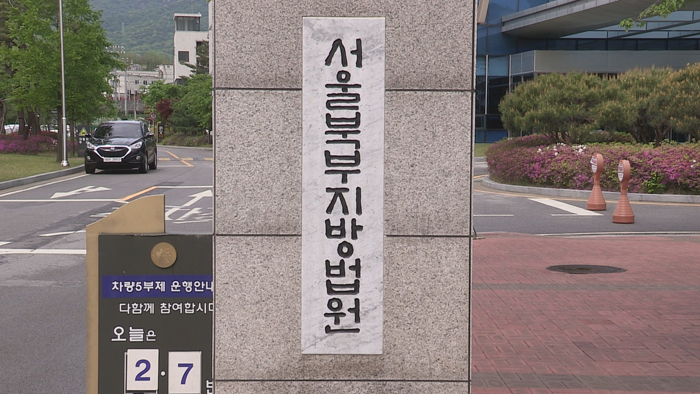 서울북부지방법원
차량5부제 운행안내
다함께 참여합시다
오늘은
2·7
번